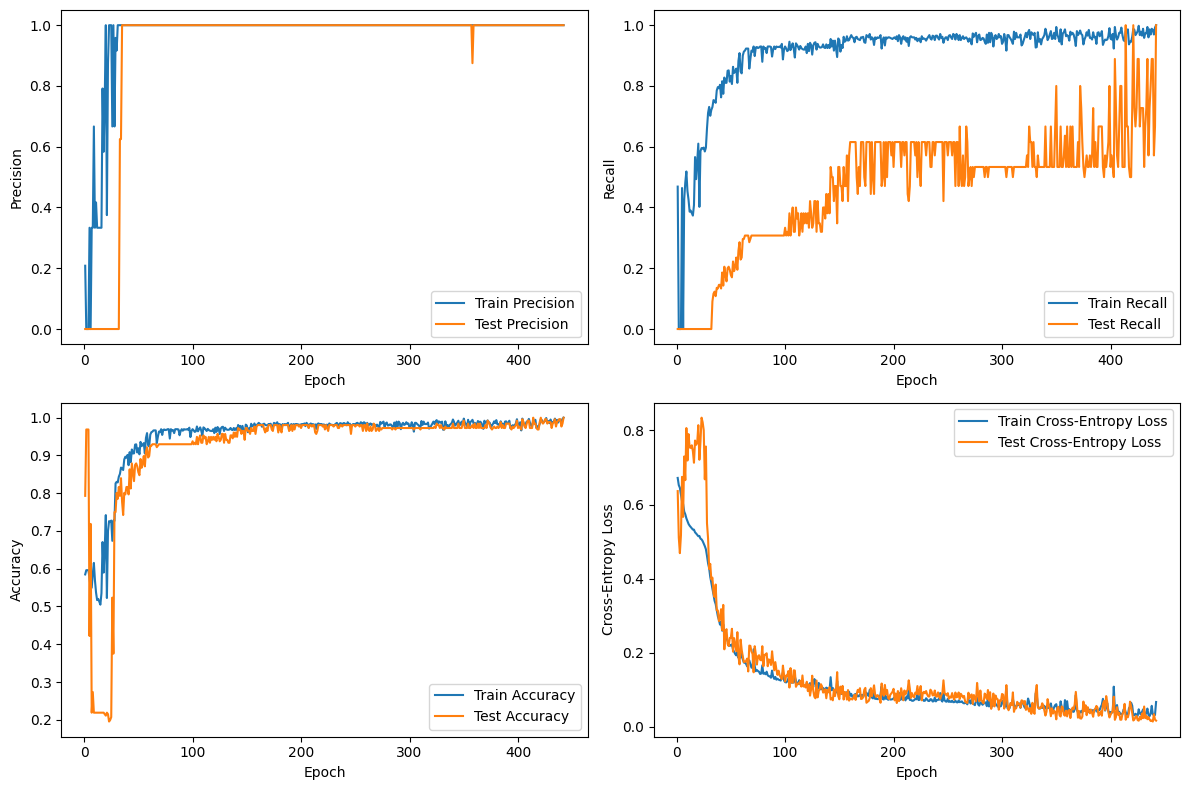 1.0
0.8
0.6
0.4
0.2
0.0
Precision
0
100
200
300
400
Epoch
Train Precision
Test Precision
1.0
0.8
0.6
0.4
0.2
0.0
Recall
0
100
200
300
400
Epoch
Train Recall
Test Recall
1.0
0.9
0.8
0.7
0.6
0.5
0.4
0.3
0.2
Accuracy
0
100
200
300
400
Epoch
Train Accuracy
Test Accuracy
0.8
0.6
0.4
0.2
0.0
Cross-Entropy Loss
0
100
200
300
400
Epoch
Train Cross-Entropy Loss
Test Cross-Entropy Loss